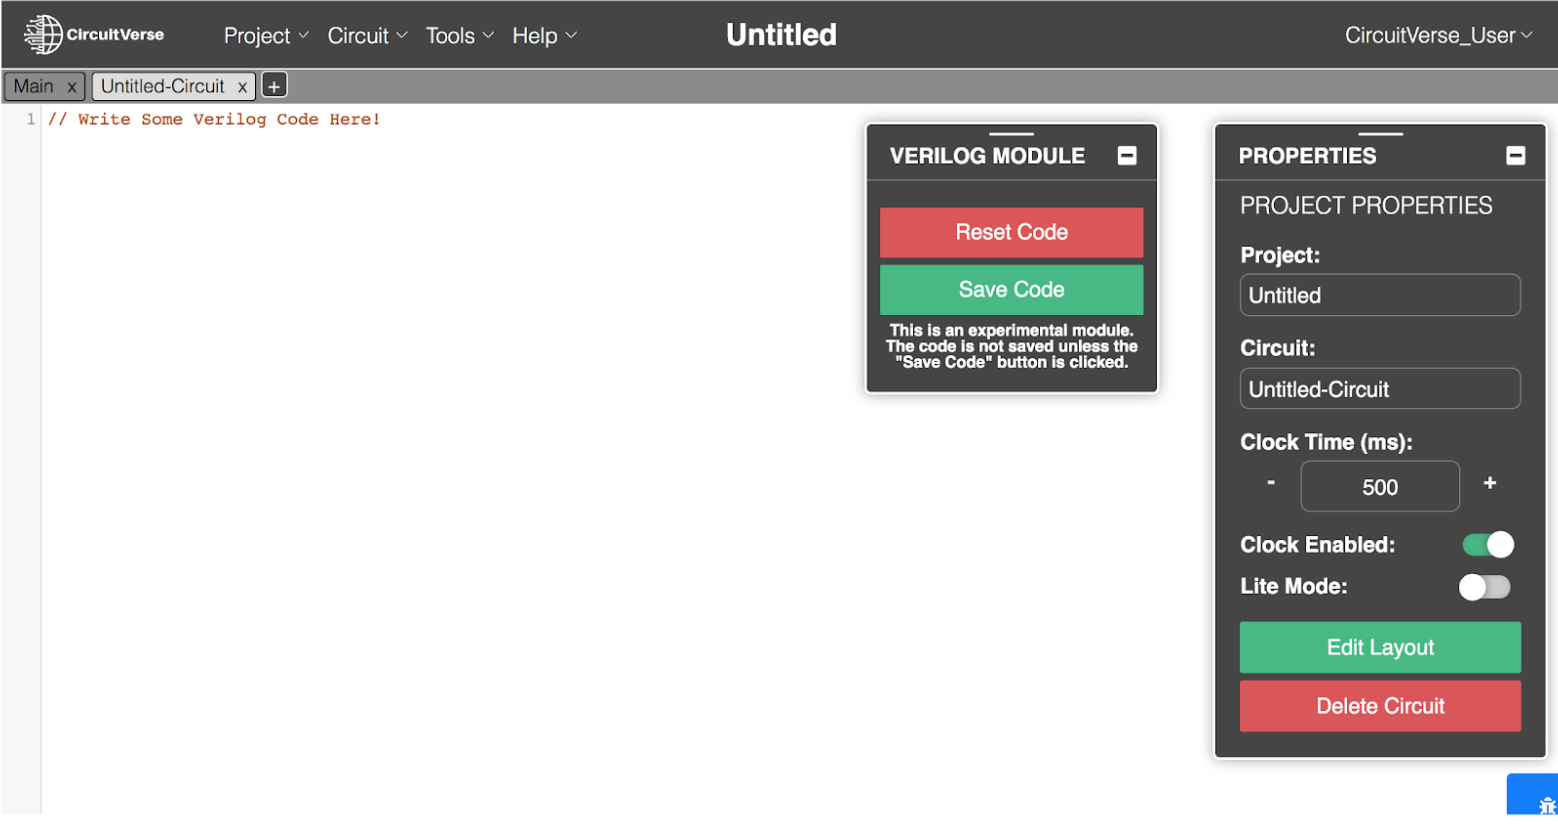 CircuitVerse
Project Circuit Tools Help
Untitled
CircuitVerse_User
Main x Untitled-Circuit x +
1 // Write Some Verilog Code Here!
VERILOG MODULE
Reset Code
Save Code
This is an experimental module.
The code is not saved unless the
"Save Code" button is clicked.
PROPERTIES
PROJECT PROPERTIES
Project:
Untitled
Circuit:
Untitled-Circuit
Clock Time (ms):
- 500 +
Clock Enabled:
Lite Mode:
Edit Layout
Delete Circuit